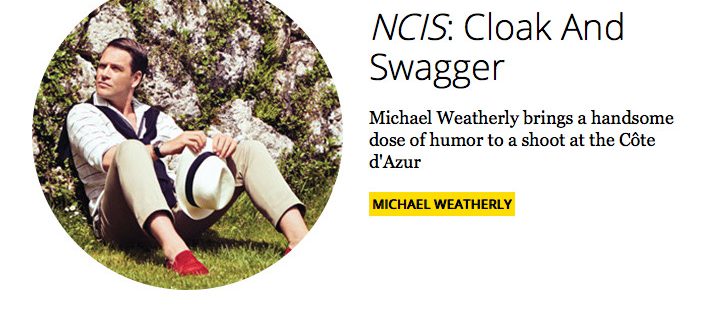 NCIS: Cloak And
Swagger
Michael Weatherly brings a handsome
dose of humor to a shoot at the Côte
d'Azur
MICHAEL WEATHERLY